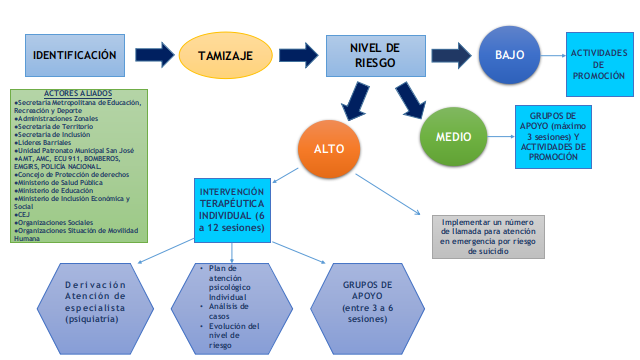 IDENTIFICACIÓN
TAMIZAJE
NIVEL DE
RIESGO
BAJO
ACTIVIDADES
DE
PROMOCIÓN
ACTORES ALIADOS
●Secretaría Metropolitana de Educación,
Recreación y Deporte
●Administraciones Zonales
●Secretaria de Territorio
●Secretaria de Inclusión
●Lideres Barriales
●Unidad Patronato Municipal San José
●AMT, AMC, ECU 911, BOMBEROS,
EMGIRS, POLICÍA NACIONAL,
●Concejo de Protección de derechos
●Ministerio de Salud Pública
●Ministerio de Educación
●Ministerio de Inclusión Económica y
Social
●CEJ
●Organizaciones Sociales
●Organizaciones Situación de Movilidad
Humana
ALTO
MEDIO
GRUPOS DE
APOYO (máximo
3 sesiones) Y
ACTIVIDADES DE
PROMOCIÓN
INTERVENCIÓN
TERAPÉUTICA
INDIVIDUAL (6
a 12 sesiones)
Implementar un número
de llamada para atención
en emergencia por riesgo
de suicidio
Derivación
Atención de
especialista
(psiquiatría)
• Plan de
atención
psicológico
Individual
• Análisis de
casos
• Evolución del
nivel de
riesgo
GRUPOS DE
APOYO
(entre 3 a 6
sesiones)